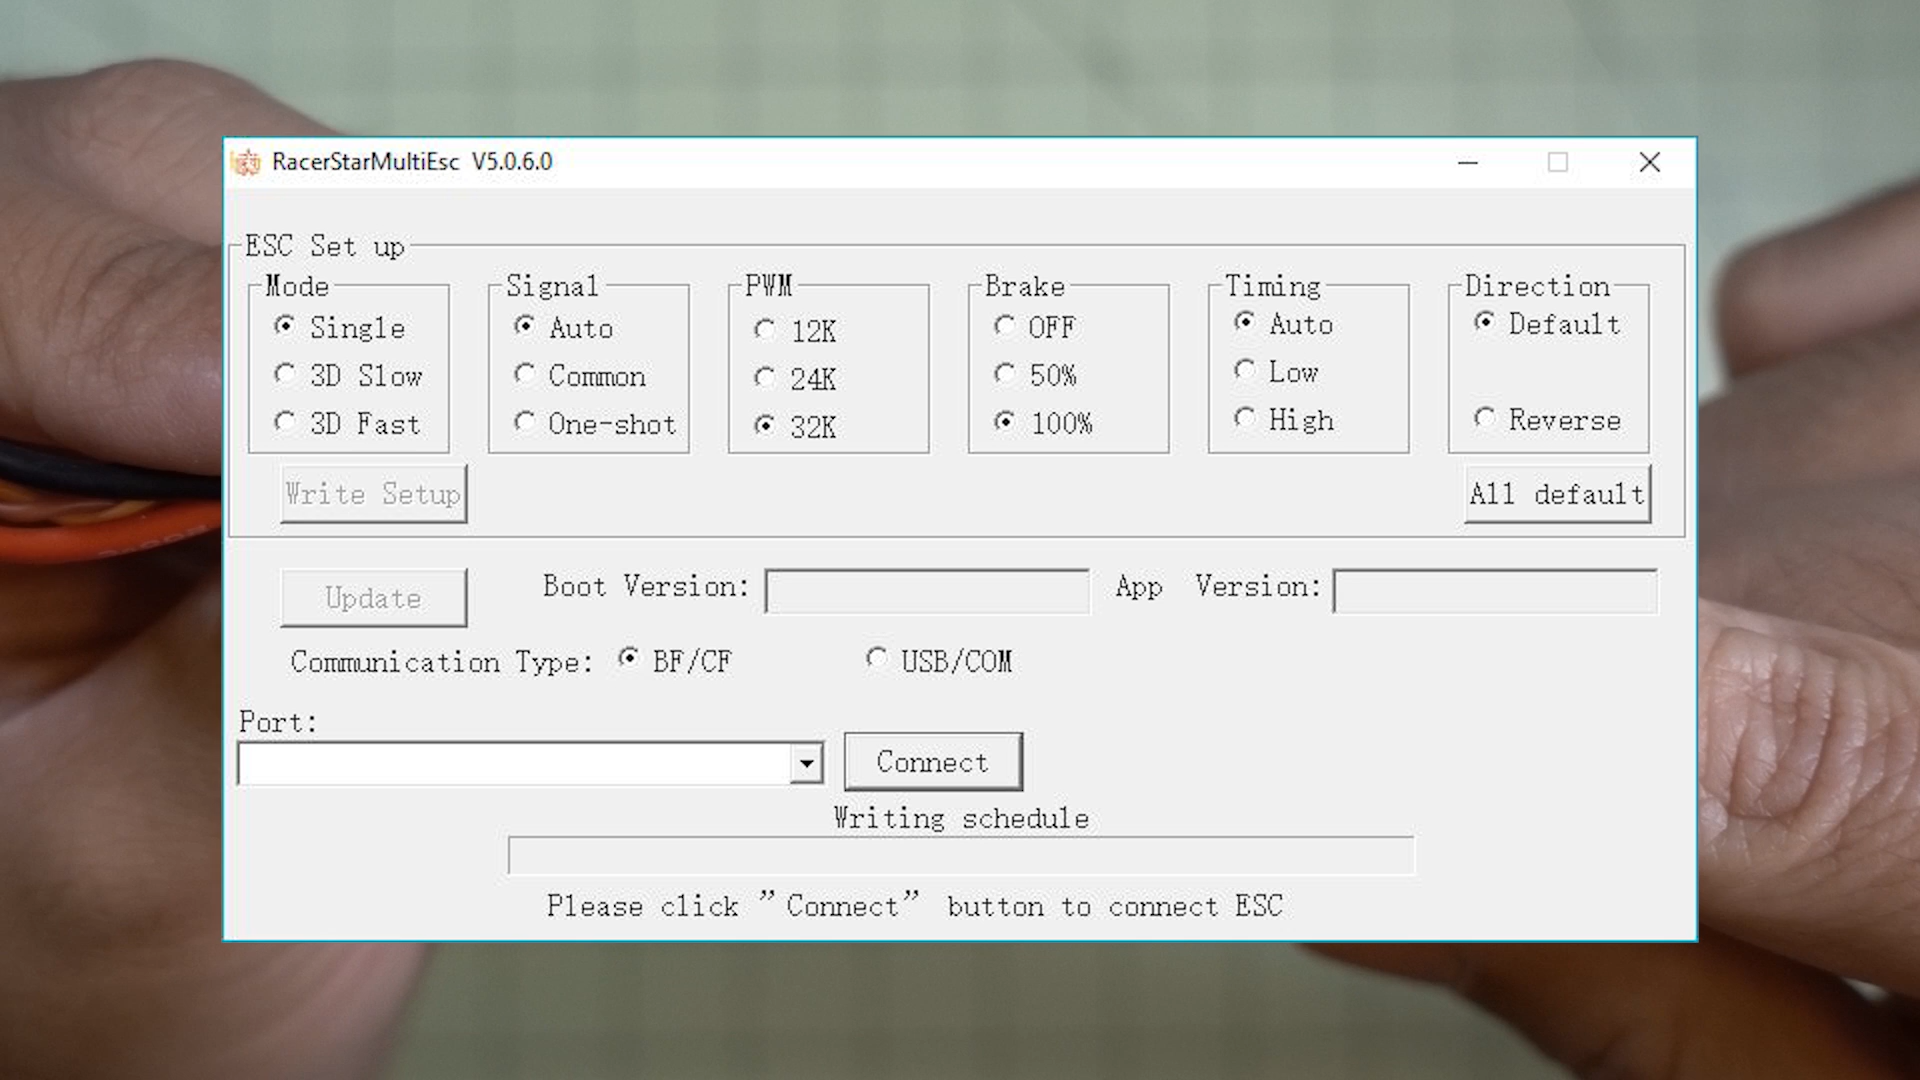 RacerStarMultiEsc V5.0.6.0
ESC Set up
Mode
Single
3D Slow
3D Fast
Signal
Auto
Common
One-shot
PWM
12K
24K
32K
Brake
OFF
50%
100%
Timing
Auto
Low
High
Direction
Default
Reverse
Write Setup
All default
Update
Boot Version:
App Version:
Communication Type:
BF/CF
USB/COM
Port:
Connect
Writing schedule
Please click ”Connect” button to connect ESC